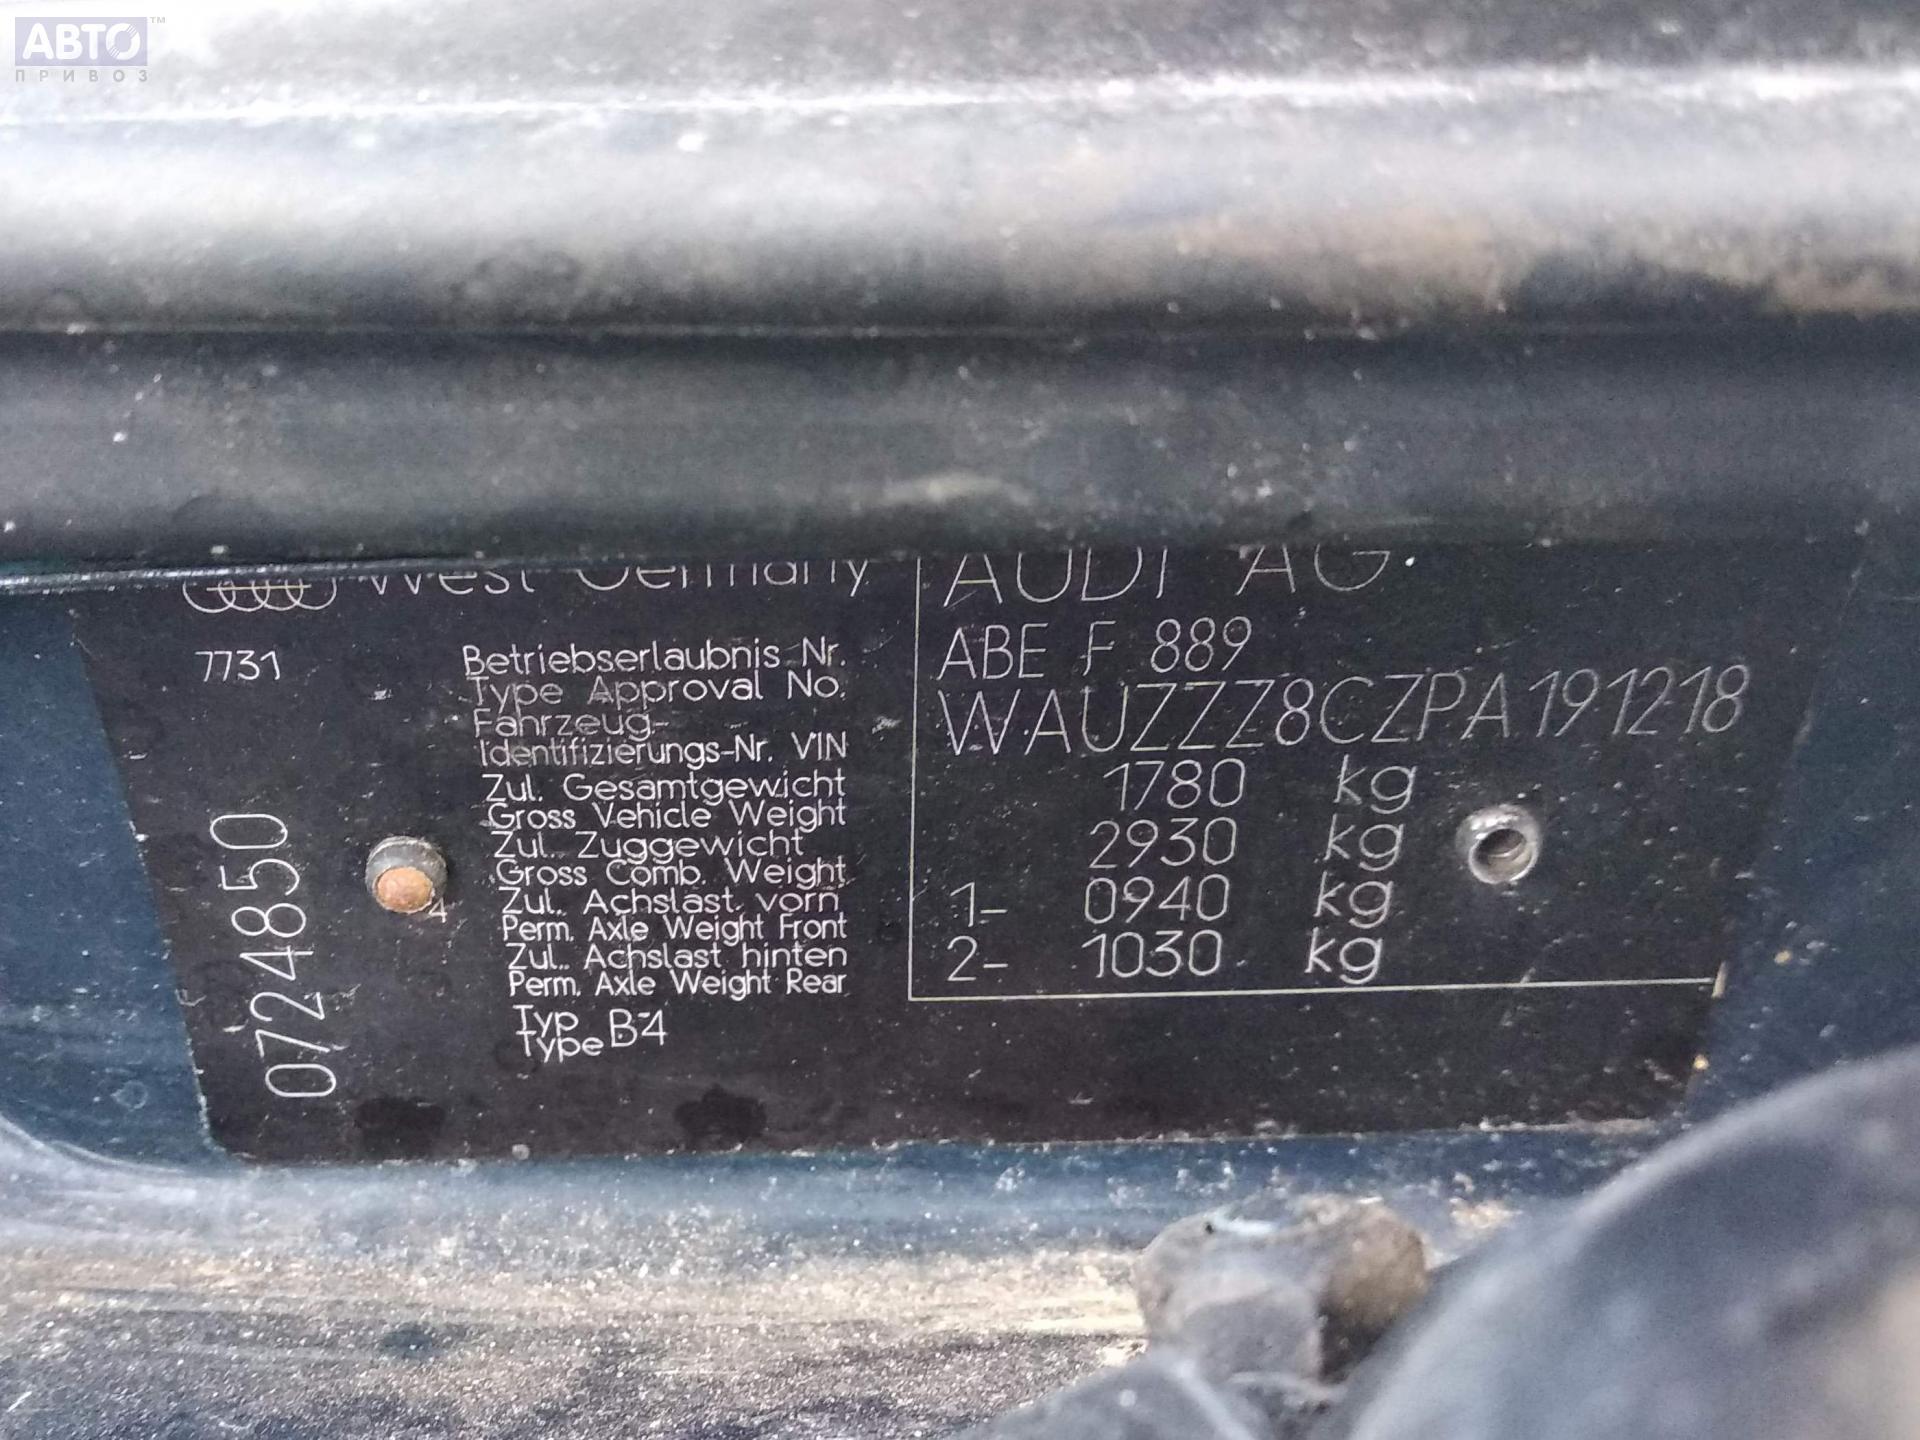 АВТО™
ПРИВОЗ
West Germany
AUDI AG.
7731
Betriebserlaubnis Nr.
Type Approval No.
ABE F 889
Fahrzeug-
Identifizierungs-Nr. VIN
WAUZZZ8CZPA191218
Zul. Gesamtgewicht
Gross Vehicle Weight
1780 kg
Zul. Zuggewicht
Gross Comb. Weight
2930 kg
Zul. Achslast vorn
Perm. Axle Weight Front
1- 0940 kg
Zul. Achslast hinten
Perm. Axle Weight Rear
2- 1030 kg
Typ
Type B4
0724850
4